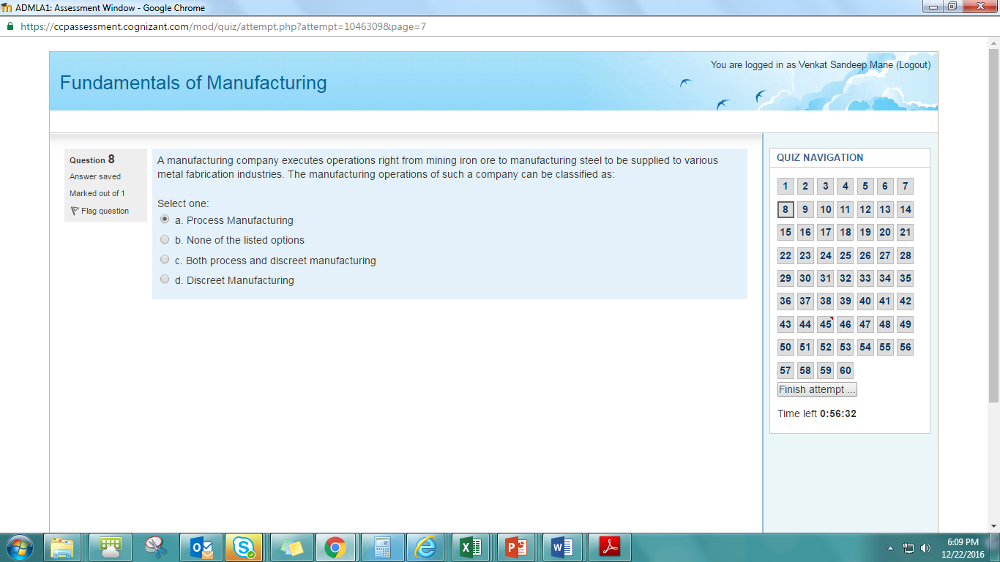 ADMLA1: Assessment Window - Google Chrome
https://ccpassessment.cognizant.com/mod/quiz/attempt.php?attempt=1046309&page=7
You are logged in as Venkat Sandeep Mane (Logout)
Fundamentals of Manufacturing
Question 8
Answer saved
Marked out of 1
Flag question
A manufacturing company executes operations right from mining iron ore to manufacturing steel to be supplied to various
metal fabrication industries. The manufacturing operations of such a company can be classified as:
Select one:
a. Process Manufacturing
b. None of the listed options
c. Both process and discreet manufacturing
d. Discreet Manufacturing
QUIZ NAVIGATION
1 2 3 4 5 6 7
8 9 10 11 12 13 14
15 16 17 18 19 20 21
22 23 24 25 26 27 28
29 30 31 32 33 34 35
36 37 38 39 40 41 42
43 44 45 46 47 48 49
50 51 52 53 54 55 56
57 58 59 60
Finish attempt ...
Time left 0:56:32
6:09 PM
12/22/2016